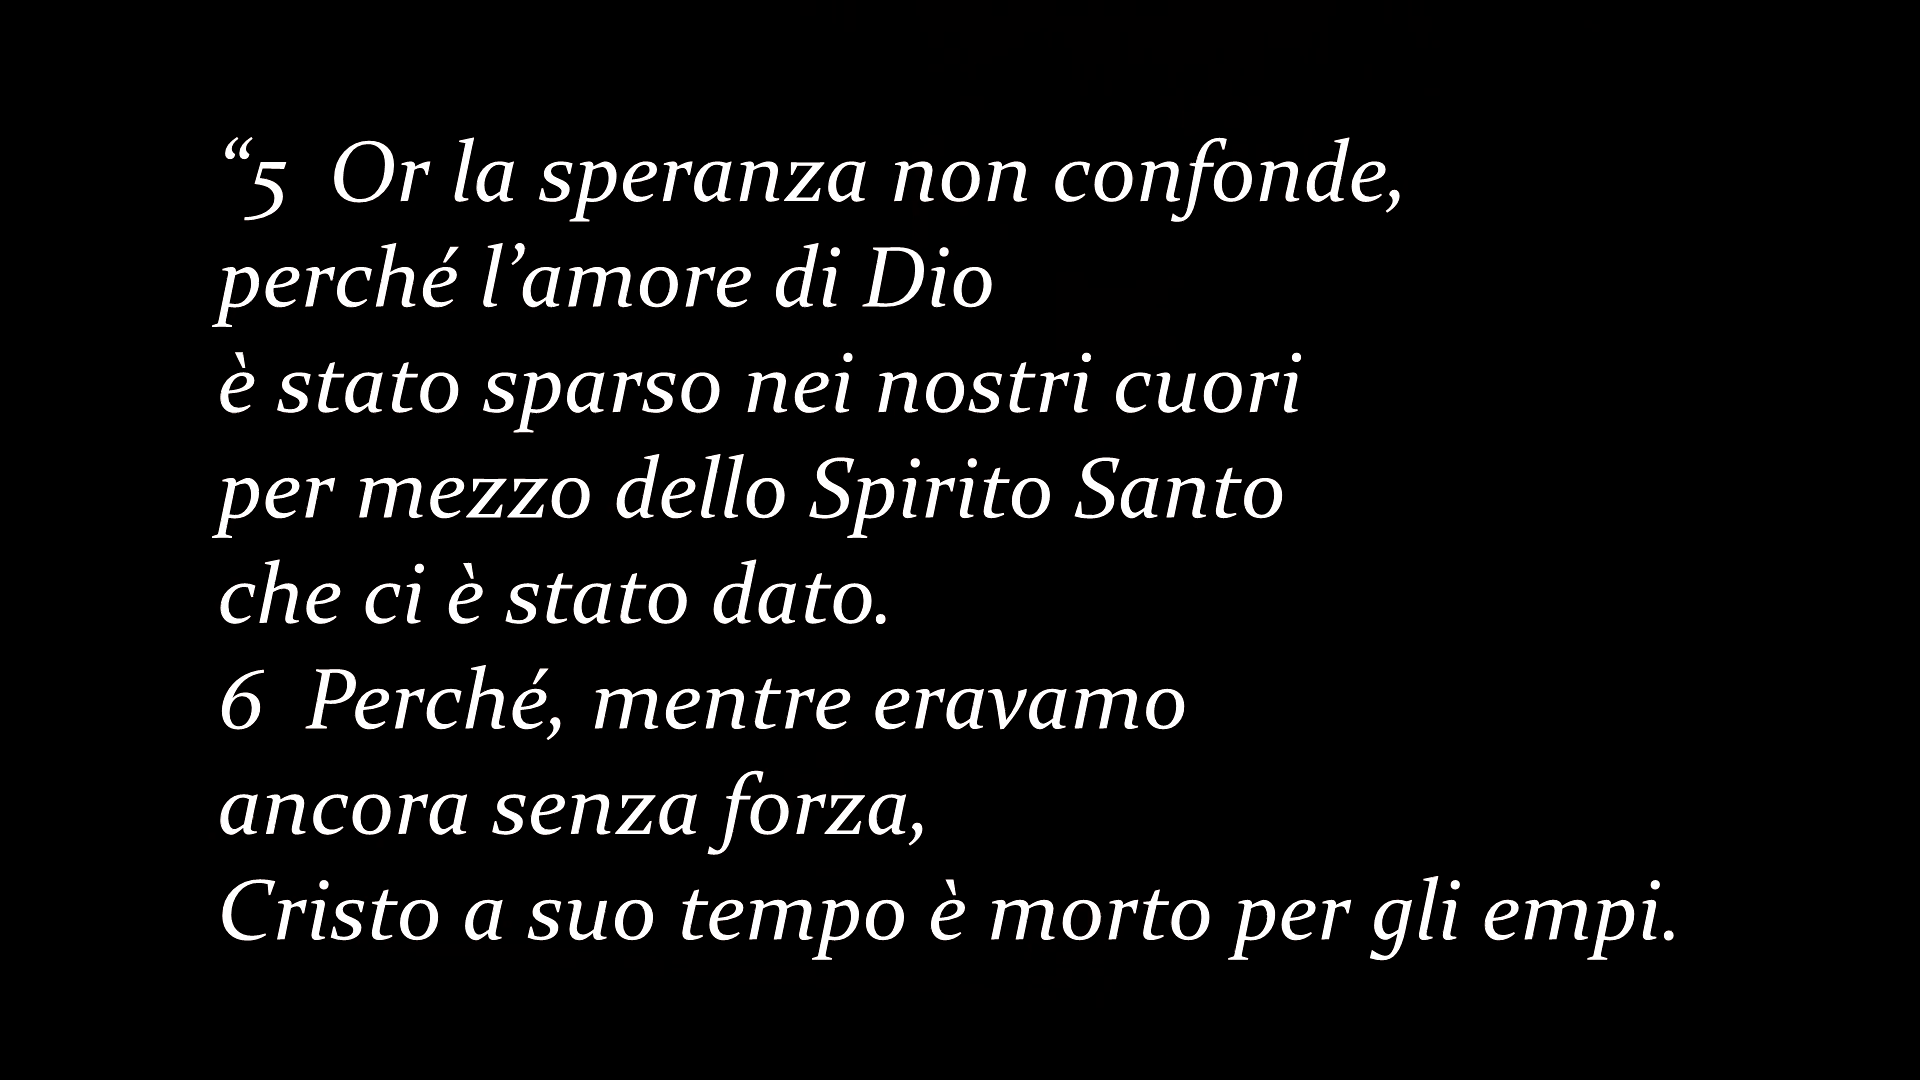 “5  Or la speranza non confonde,
perché l’amore di Dio
è stato sparso nei nostri cuori
per mezzo dello Spirito Santo
che ci è stato dato.
6  Perché, mentre eravamo
ancora senza forza,
Cristo a suo tempo è morto per gli empi.